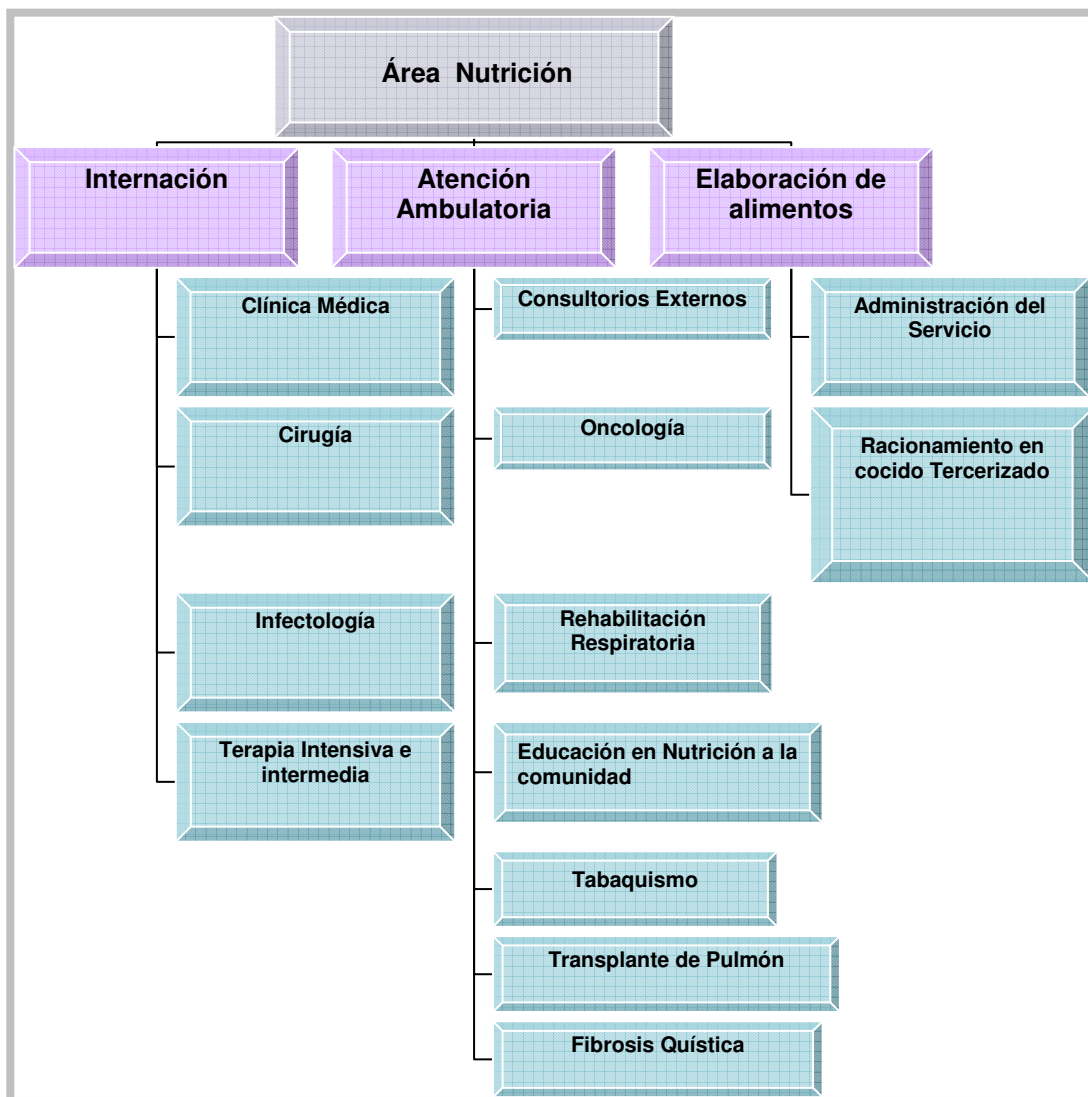 Área Nutrición
Internación
Atención
Ambulatoria
Elaboración de
alimentos
Clínica Médica
Cirugía
Infectología
Terapia Intensiva e
intermedia
Consultorios Externos
Oncología
Rehabilitación
Respiratoria
Educación en Nutrición a la
comunidad
Tabaquismo
Transplante de Pulmón
Fibrosis Quística
Administración del
Servicio
Racionamiento en
cocido Tercerizado